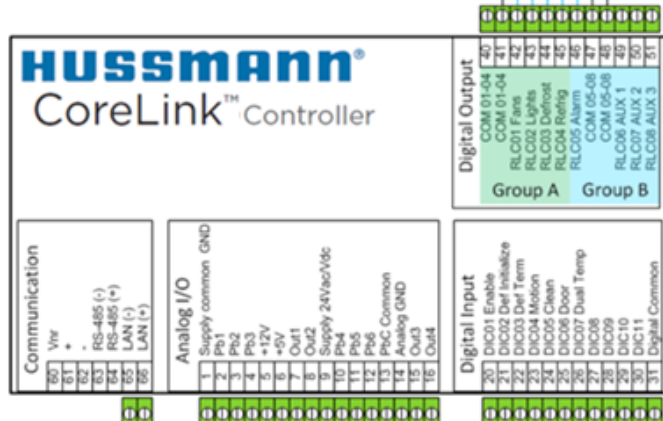 HUSSMANN®
CoreLink™ Controller
Digital Output
40 COM 01-04
41 COM 01-04
42 RLC01 Fans
43 RLC02 Lights
44 RLC03 Defrost
45 RLC04 Refrig
46 RLC05 Alarm
47 COM 05-08
48 COM 05-08
49 RLC06 AUX 1
50 RLC07 AUX 2
51 RLC08 AUX 3
Group A
Group B
Communication
60 Vnr
61 +
62 -
63 RS-485 (-)
64 RS-485 (+)
65 LAN (-)
66 LAN (+)
Analog I/O
1 Supply common GND
2 Pb1
3 Pb2
4 Pb3
5 +12V
6 +5V
7 Out1
8 Out2
9 Supply 24Vac/Vdc
10 Pb4
11 Pb5
12 Pb6
13 PbC Common
14 Analog GND
15 Out3
16 Out4
Digital Input
20 DIC01 Enable
21 DIC02 Def Initialize
22 DIC03 Def Term
23 DIC04 Motion
24 DIC05 Clean
25 DIC06 Door
26 DIC07 Dual Temp
27 DIC08
28 DIC09
29 DIC10
30 DIC11
31 Digital Common